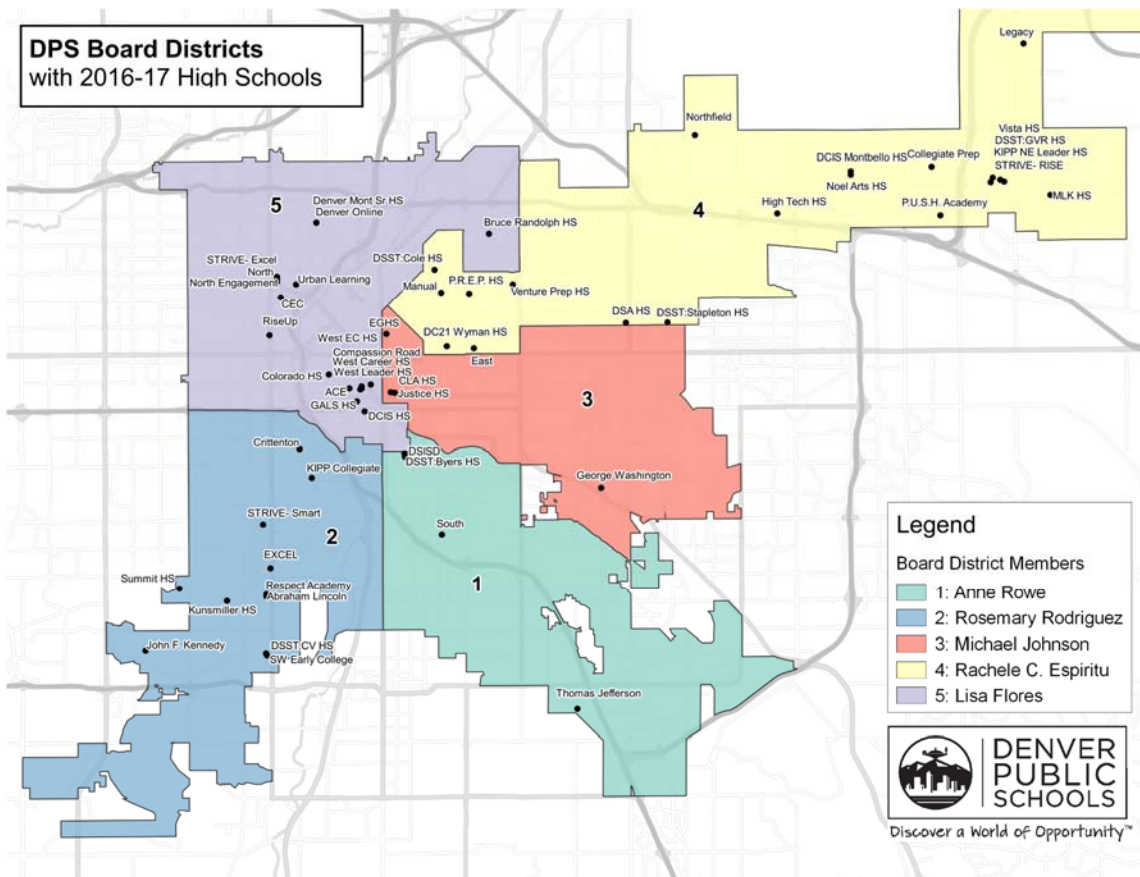 DPS Board Districts
with 2016-17 High Schools
Legacy
Northfield
Vista HS
DSST:GVR HS
KIPP NE Leader HS
STRIVE- RISE
DCIS Montbello HS
Collegiate Prep
Noel Arts HS
MLK HS
High Tech HS
P.U.S.H. Academy
4
5
Denver Mont Sr HS
Denver Online
Bruce Randolph HS
STRIVE- Excel
North
North Engagement
Urban Learning
CEC
DSST:Cole HS
Manual
P.R.E.P. HS
Venture Prep HS
RiseUp
EGHS
West EC HS
DC21 Wyman HS
East
DSA HS
DSST:Stapleton HS
Compassion Road
West Career HS
West Leader HS
Colorado HS
ACE
CLA HS
Justice HS
GALS HS
DCIS HS
3
Crittenton
DSISD
DSST:Byers HS
KIPP Collegiate
George Washington
STRIVE- Smart
2
South
EXCEL
1
Summit HS
Respect Academy
Abraham Lincoln
Kunsmiller HS
John F. Kennedy
DSST:CV HS
SW Early College
Thomas Jefferson
Legend
Board District Members
1: Anne Rowe
2: Rosemary Rodriguez
3: Michael Johnson
4: Rachele C. Espiritu
5: Lisa Flores
DENVER
PUBLIC
SCHOOLS
Discover a World of Opportunity™